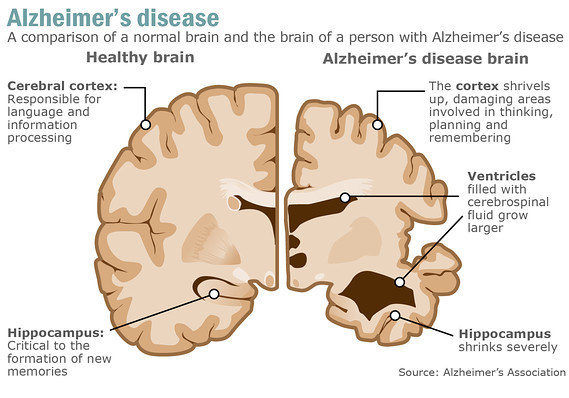 Alzheimer's disease
A comparison of a normal brain and the brain of a person with Alzheimer's disease
Healthy brain
Cerebral cortex:
Responsible for
language and
information
processing
Hippocampus:
Critical to the
formation of new
memories
Alzheimer's disease brain
The cortex shrivels
up, damaging areas
involved in thinking,
planning and
remembering
Ventricles
filled with
cerebrospinal
fluid grow
larger
Hippocampus
shrinks severely
Source: Alzheimer's Association